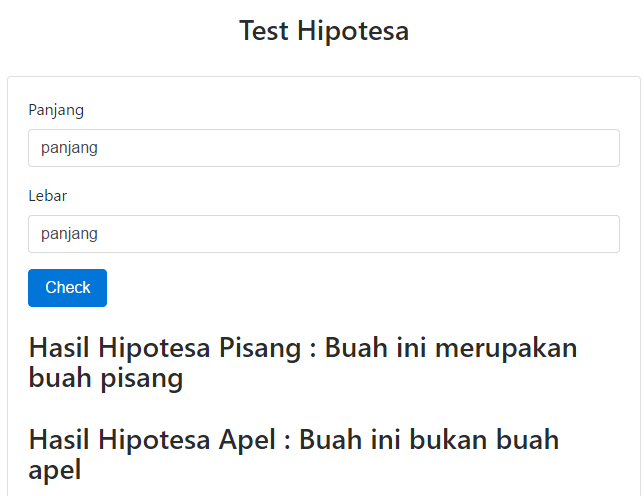 Test Hipotesa
Panjang
panjang
Lebar
panjang
Check
Hasil Hipotesa Pisang : Buah ini merupakan
buah pisang
Hasil Hipotesa Apel : Buah ini bukan buah
apel